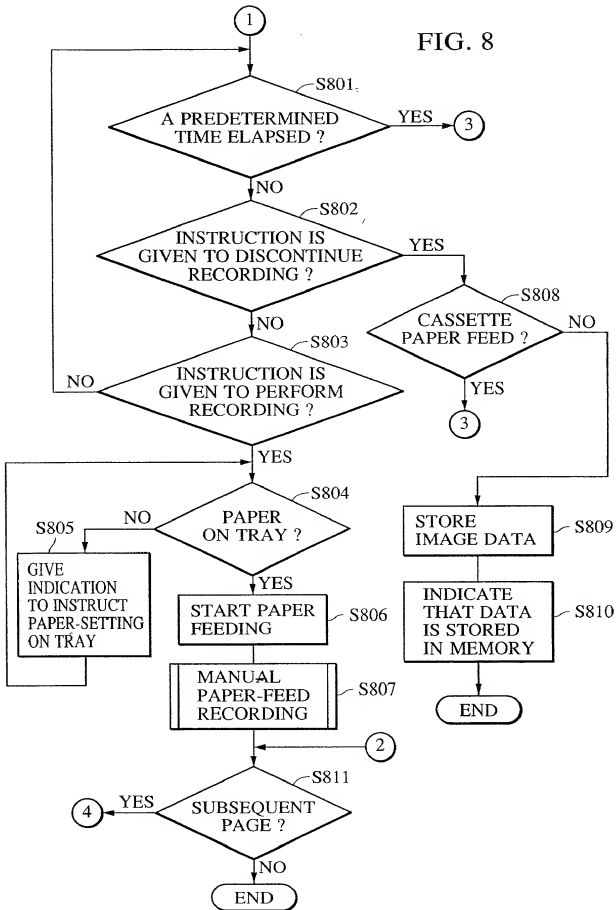 1
FIG. 8
S801
A PREDETERMINED
TIME ELAPSED ?
YES
3
NO
S802
INSTRUCTION IS
GIVEN TO DISCONTINUE
RECORDING ?
YES
S808
CASSETTE
PAPER FEED ?
NO
YES
3
NO
S803
INSTRUCTION IS
GIVEN TO PERFORM
RECORDING ?
NO
YES
S804
PAPER
ON TRAY ?
NO
S805
GIVE
INDICATION
TO INSTRUCT
PAPER-SETTING
ON TRAY
YES
START PAPER
FEEDING
S806
MANUAL
PAPER-FEED
RECORDING
S807
STORE
IMAGE DATA
S809
INDICATE
THAT DATA
IS STORED
IN MEMORY
S810
END
2
S811
SUBSEQUENT
PAGE ?
YES
4
NO
END